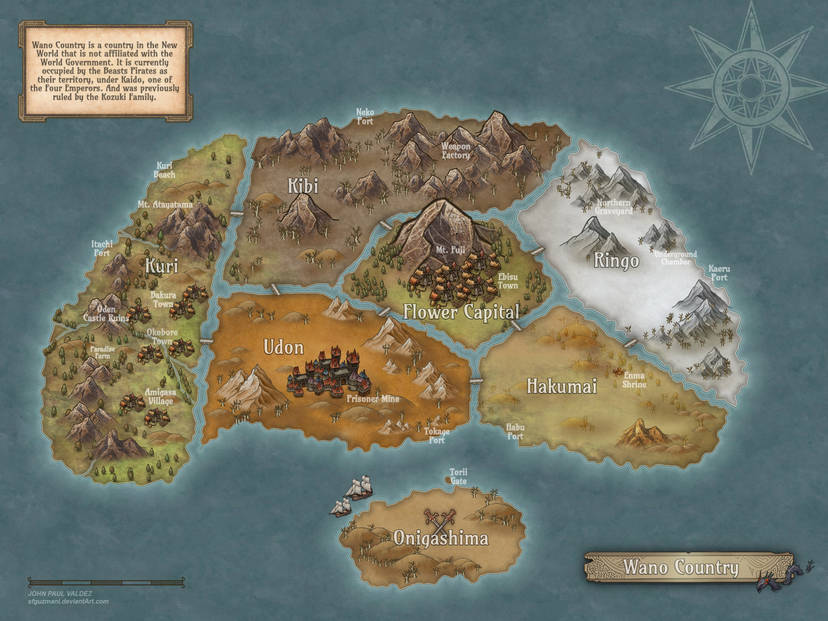 Wano Country is a country in the New
World that is not affiliated with the
World Government. It is currently
occupied by the Beasts Pirates as
their territory, under Kaido, one of
the Four Emperors. And was previously
ruled by the Kozuki Family.
Neko
Port
Weapon
Factory
Kibi
Kuri
Beach
Mt. Atayatama
Itachi
Port
Kuri
Bakura
Town
Oden
Castle Ruins
Okobore
Town
Paradise
Farm
Amigasa
Village
Mt. Fuji
Ebisu
Town
Flower Capital
Northern
Graveyard
Ringo
Underground
Chamber
Kaeru
Port
Udon
Prisoner Mine
Tokage
Port
Hakumai
Enma
Shrine
Habu
Port
Torii
Gate
Onigashima
Wano Country
JOHN PAUL VALDEZ
sfguzmani.deviantArt.com